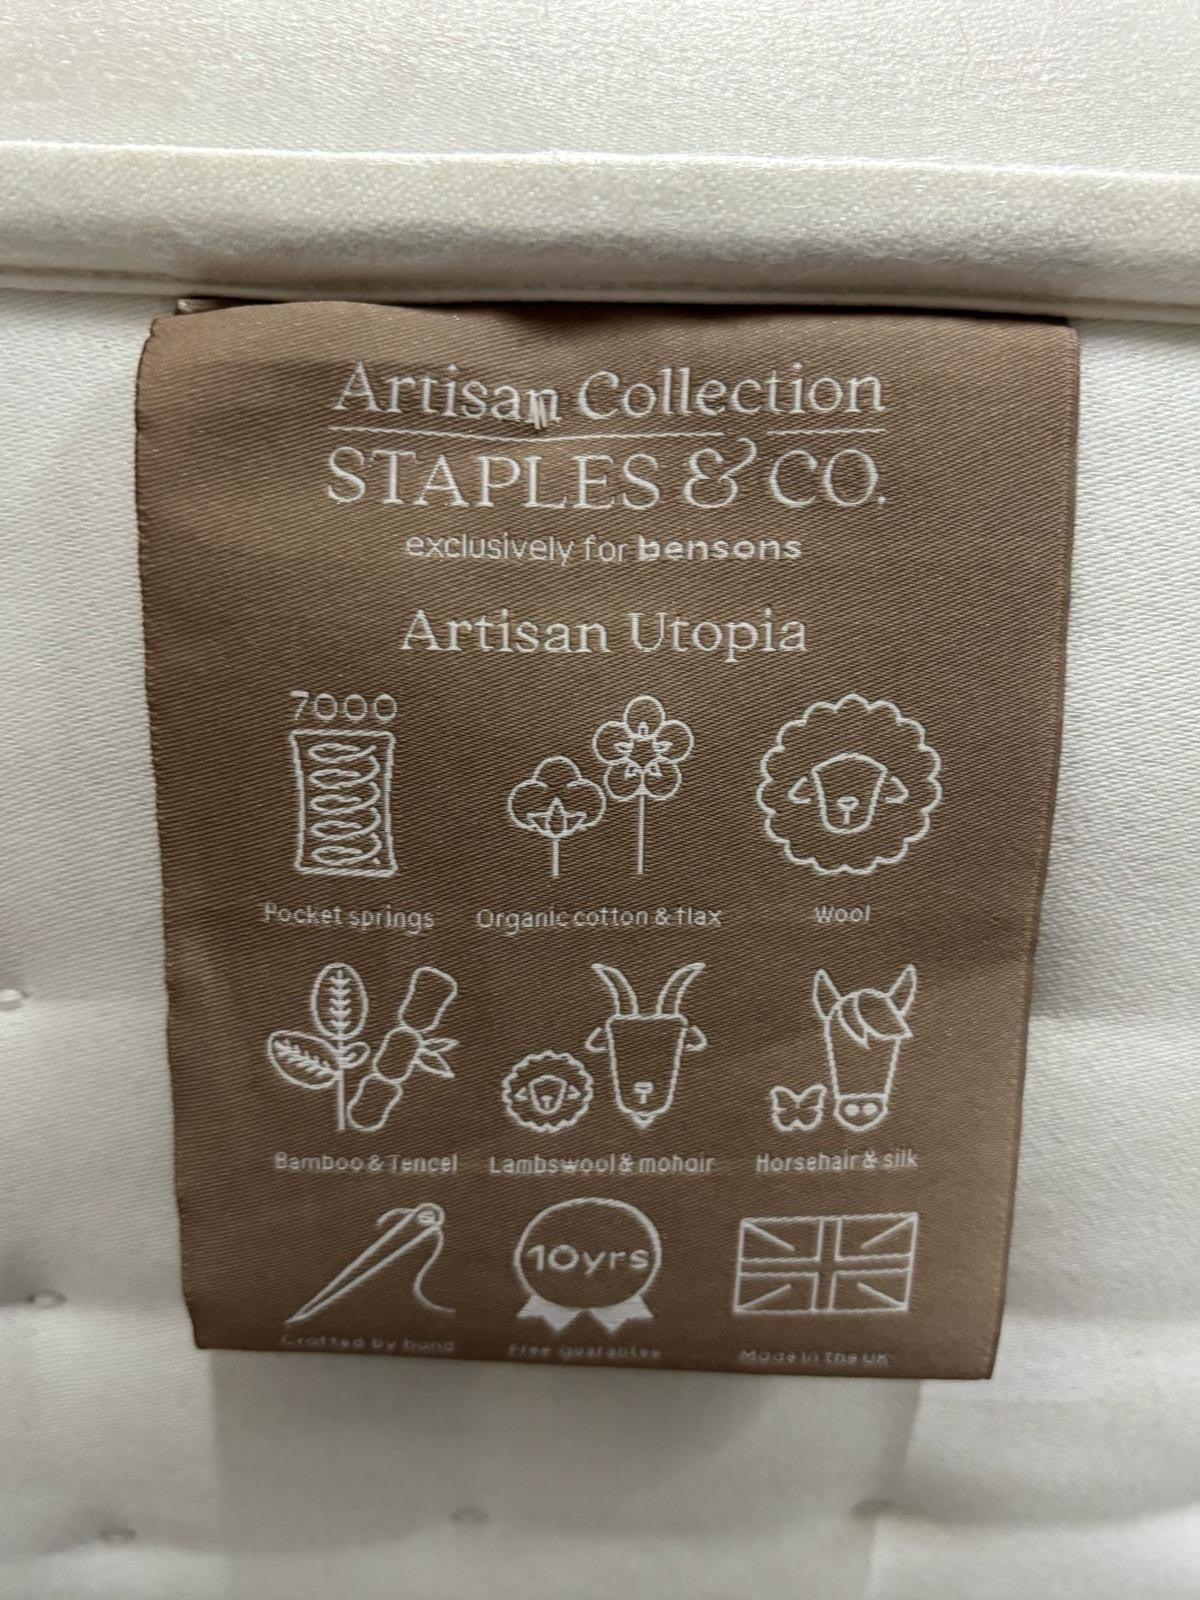 Artisan Collection
STAPLES & CO.
exclusively for bensons
Artisan Utopia
7000
Pocket springs
Organic cotton & flax
Wool
Bamboo & Tencel
Lambswool & mohair
Horsehair & silk
10yrs
Crafted by hand
Free guarantee
Made in the UK